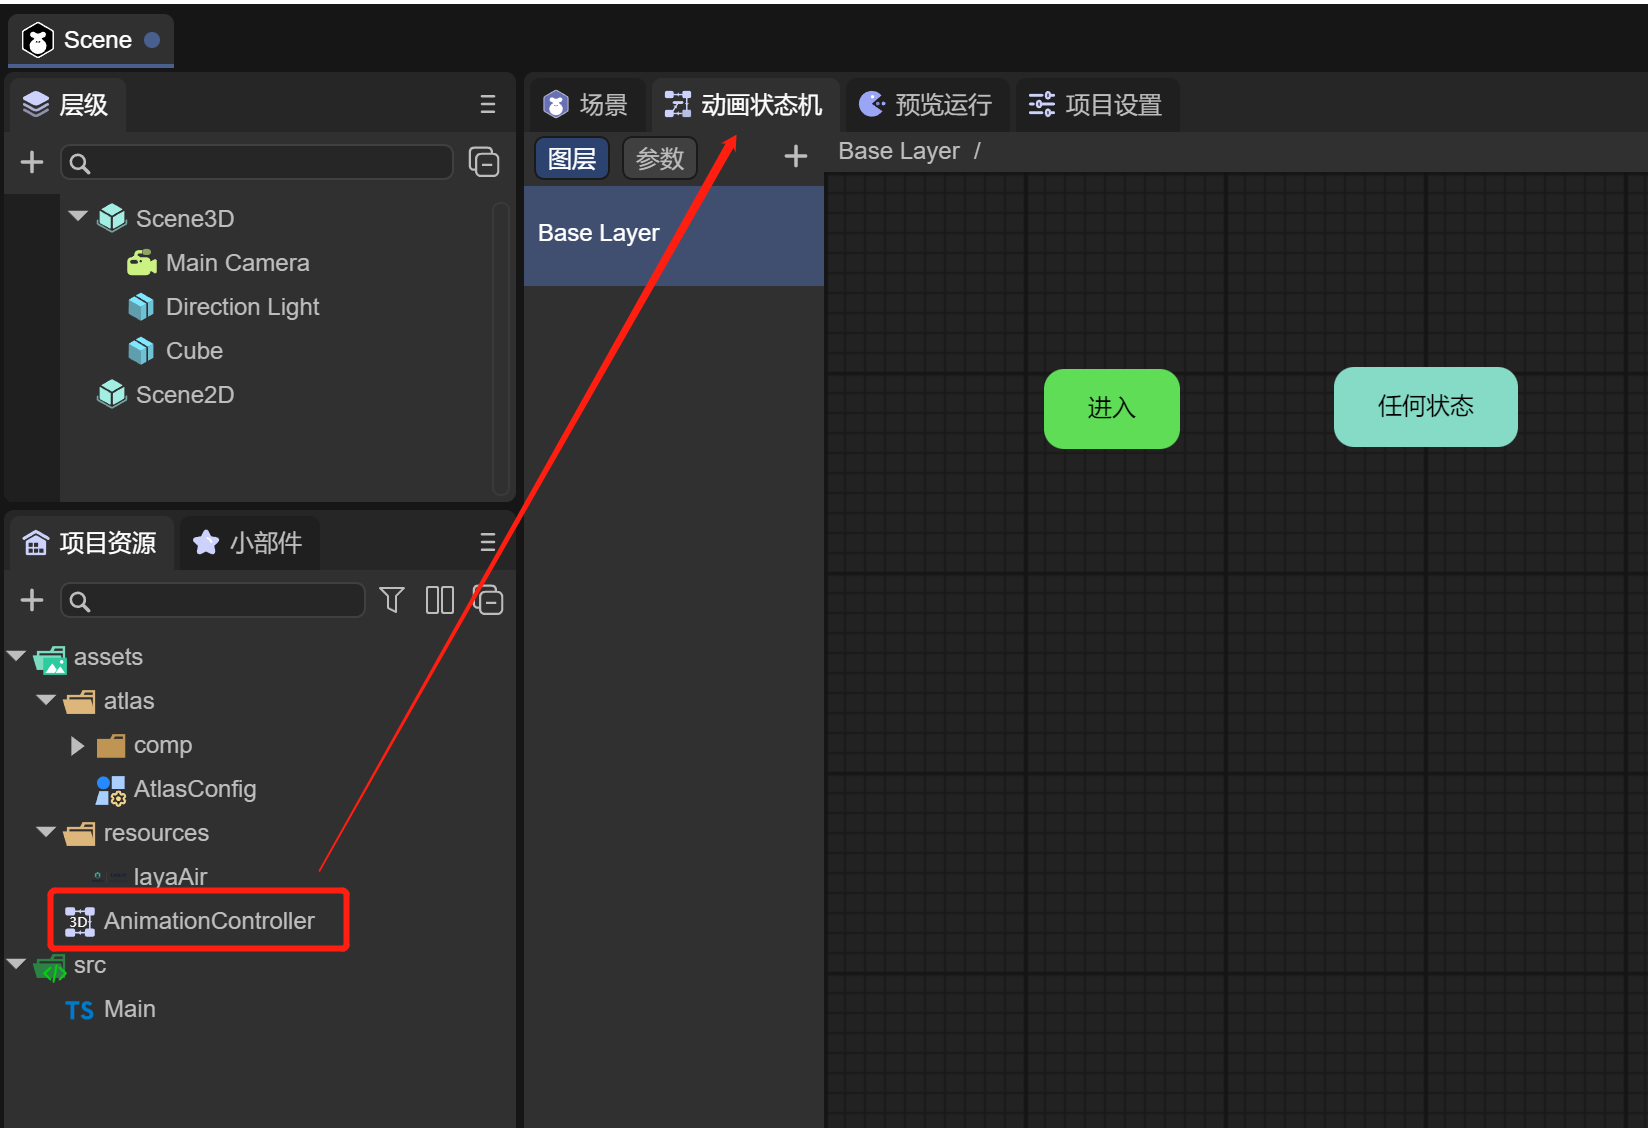 Scene
层级
场景
动画状态机
预览运行
项目设置
图层
参数
Base Layer /
Base Layer
Scene3D
Main Camera
Direction Light
Cube
Scene2D
进入
任何状态
项目资源
小部件
assets
atlas
comp
AtlasConfig
resources
layaAir
3D
AnimationController
src
TS
Main